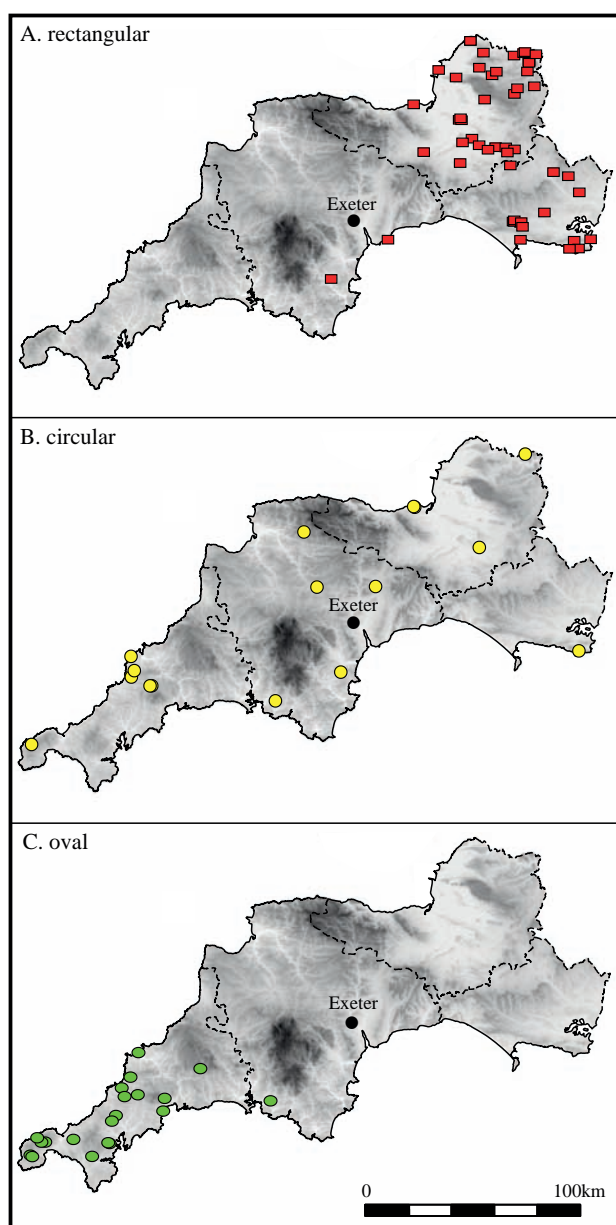 A. rectangular
Exeter
B. circular
Exeter
C. oval
Exeter
0 100km